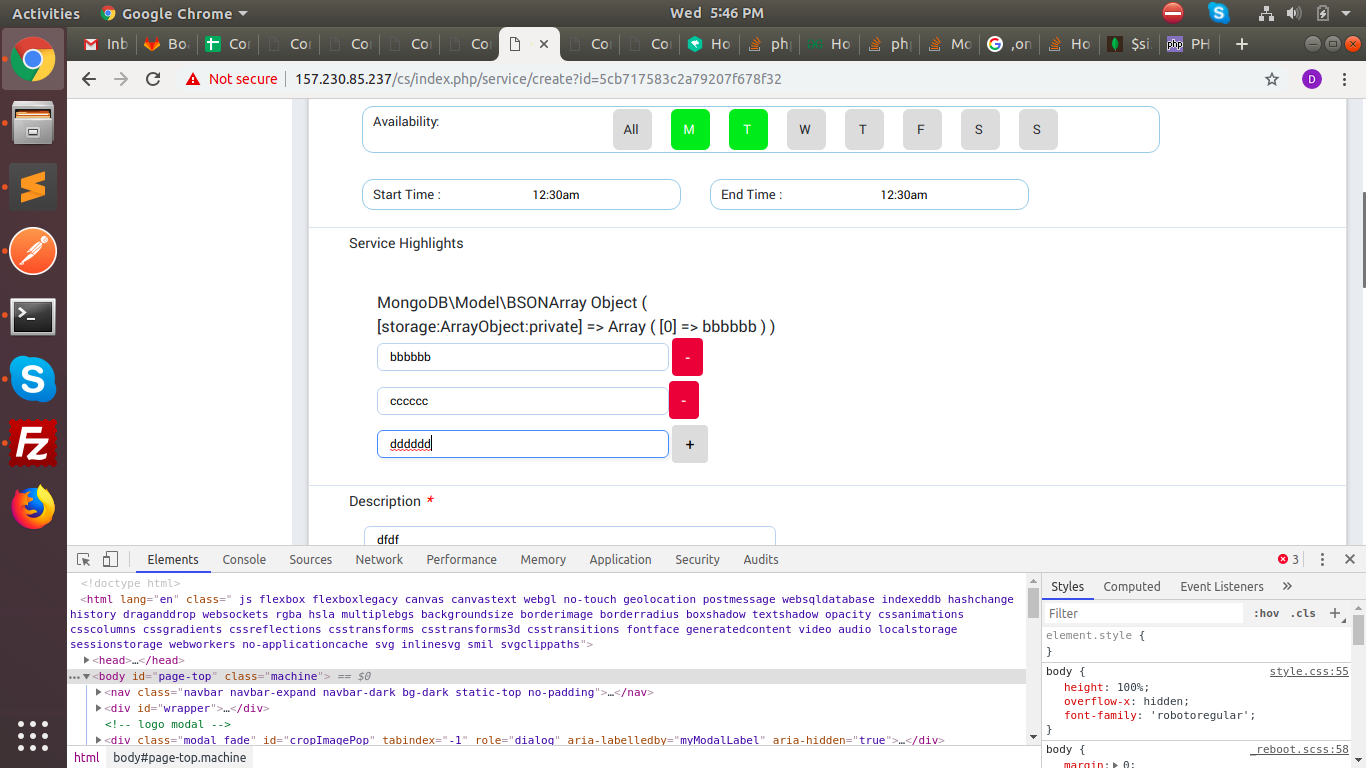 Activities Google Chrome Wed 5:46 PM
Inb Boa Cor Cor Cor Cor Cor Cor Cor Ho ph| Ho ph| Mo ,on Ho $si PH
Not secure 157.230.85.237/cs/index.php/service/create?id=5cb717583c2a79207f678f32 D
Availability: All M T W T F S S
Start Time : 12:30am End Time : 12:30am
Service Highlights
MongoDB\Model\BSONArray Object (
[storage:ArrayObject:private] => Array ( [0] => bbbbbb ) )
bbbbbb -
cccccc -
dddddd +
Description *
dfdf
Elements Console Sources Network Performance Memory Application Security Audits 3
<!doctype html>
<html lang="en" class=" js flexbox flexboxlegacy canvas canvastext webgl no-touch geolocation postmessage websqldatabase indexeddb hashchange
history draganddrop websockets rgba hsla multiplebgs backgroundsize borderimage borderradius boxshadow textshadow opacity cssanimations
csscolumns cssgradients cssreflections csstransforms csstransforms3d csstransitions fontface generatedcontent video audio localstorage
sessionstorage webworkers no-applicationcache svg inlinesvg smil svgclippaths">
<head>…</head>
<body id="page-top" class="machine"> == $0
<nav class="navbar navbar-expand navbar-dark bg-dark static-top no-padding">…</nav>
<div id="wrapper">…</div>
<!-- logo modal -->
<div class="modal fade" id="cropImagePop" tabindex="-1" role="dialog" aria-labelledby="myModalLabel" aria-hidden="true">…</div>
html body#page-top.machine
Styles Computed Event Listeners »
Filter :hov .cls +
element.style {
}
body { style.css:55
height: 100%;
overflow-x: hidden;
font-family: 'robotoregular';
}
body { _reboot.scss:58
margin: 0;